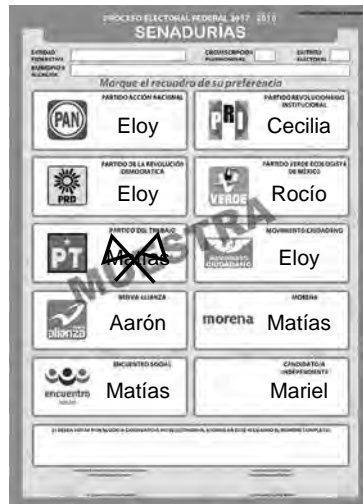 PROCESO ELECTORAL FEDERAL 2017 - 2018
SENADURÍAS
ENTIDAD FEDERATIVA
CIRCUNSCRIPCIÓN PLURINOMINAL
DISTRITO ELECTORAL
MUNICIPIO O
Marque el recuadro de su preferencia
PARTIDO ACCIÓN NACIONAL
PAN
Eloy
PARTIDO REVOLUCIONARIO
INSTITUCIONAL
PRI
Cecilia
PARTIDO DE LA REVOLUCIÓN
DEMOCRÁTICA
PRD
Eloy
PARTIDO VERDE ECOLOGISTA
DE MÉXICO
VERDE
Rocío
PARTIDO DEL TRABAJO
PT
Matías
MOVIMIENTO CIUDADANO
MOVIMIENTO
CIUDADANO
Eloy
MUESTRA
NUEVA ALIANZA
alianza
Aarón
MORENA
morena
Matías
ENCUENTRO SOCIAL
encuentro
social
Matías
CANDIDATO/A
INDEPENDIENTE
Mariel